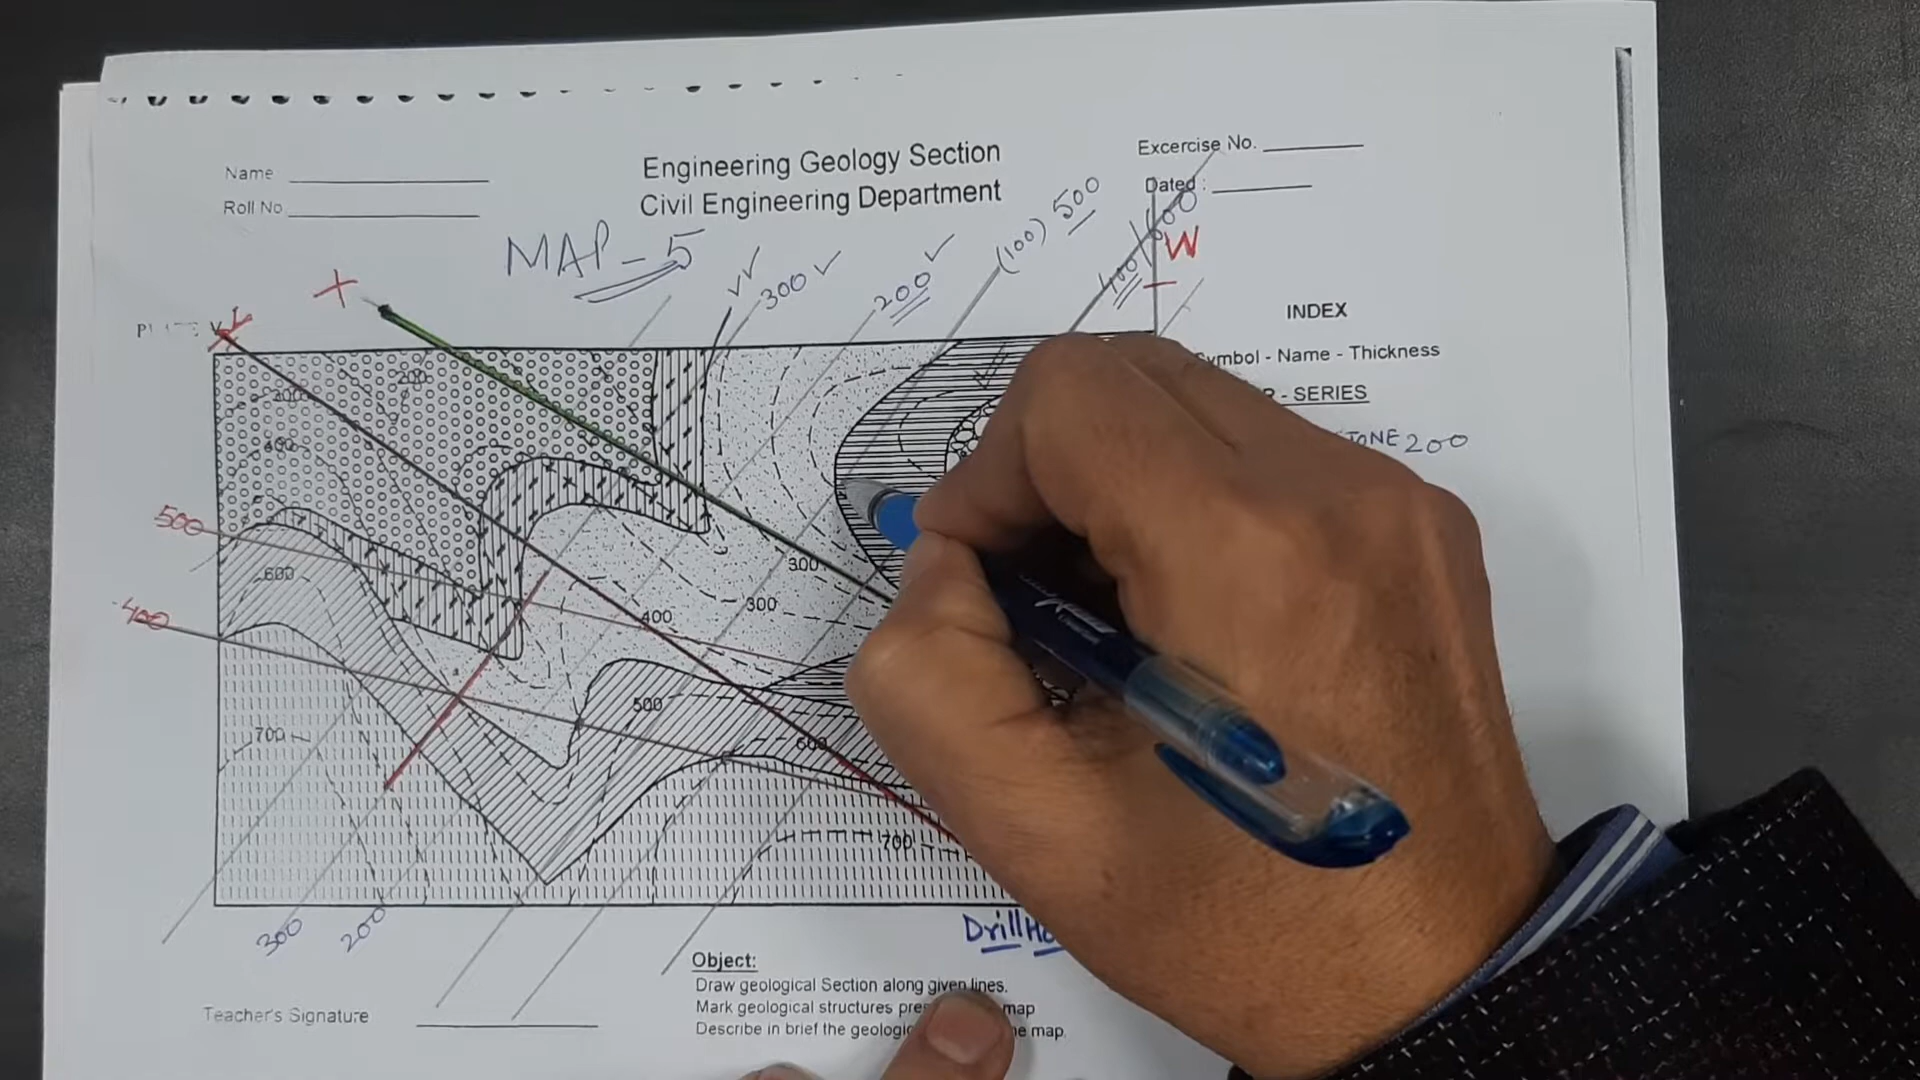 Name
Roll No
Engineering Geology Section
Civil Engineering Department
Excercise No.
Dated :
MAP - 5
300
200
(100) 500
400/600
W
X
INDEX
Symbol - Name - Thickness
- SERIES
200
200
300
400
500
600
400
300
300
400
500
600
700
700
300
200
Drill
Object:
Draw geological Section along given lines.
Mark geological structures map
Describe in brief the map.
Teacher's Signature